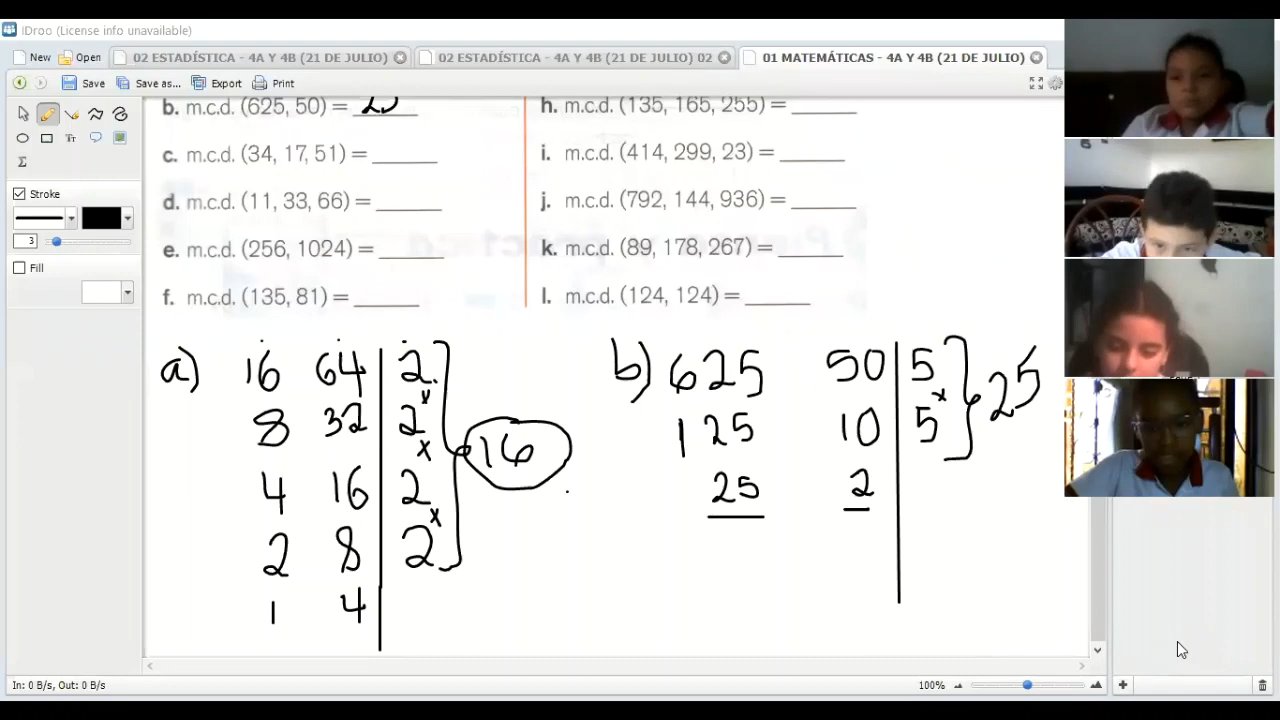 IDroo (License info unavailable)
New Open 02 ESTADÍSTICA - 4A Y 4B (21 DE JULIO) 02 ESTADÍSTICA - 4A Y 4B (21 DE JULIO) 02 01 MATEMÁTICAS - 4A Y 4B (21 DE JULIO)
Save Save as... Export Print
Tr
Σ
Stroke
3
Fill
b. m.c.d. (625, 50) = 25
c. m.c.d. (34, 17, 51) = ______
d. m.c.d. (11, 33, 66) = ______
e. m.c.d. (256, 1024) = ______
f. m.c.d. (135, 81) = ______
h. m.c.d. (135, 165, 255) = ______
i. m.c.d. (414, 299, 23) = ______
j. m.c.d. (792, 144, 936) = ______
k. m.c.d. (89, 178, 267) = ______
l. m.c.d. (124, 124) = ______
a) 16 64 2
x
8 32 2
x
16
4 16 2
x
2 8 2
1 4
b) 625 50 5
x
25
125 10 5
25 2
In: 0 B/s, Out: 0 B/s
100%